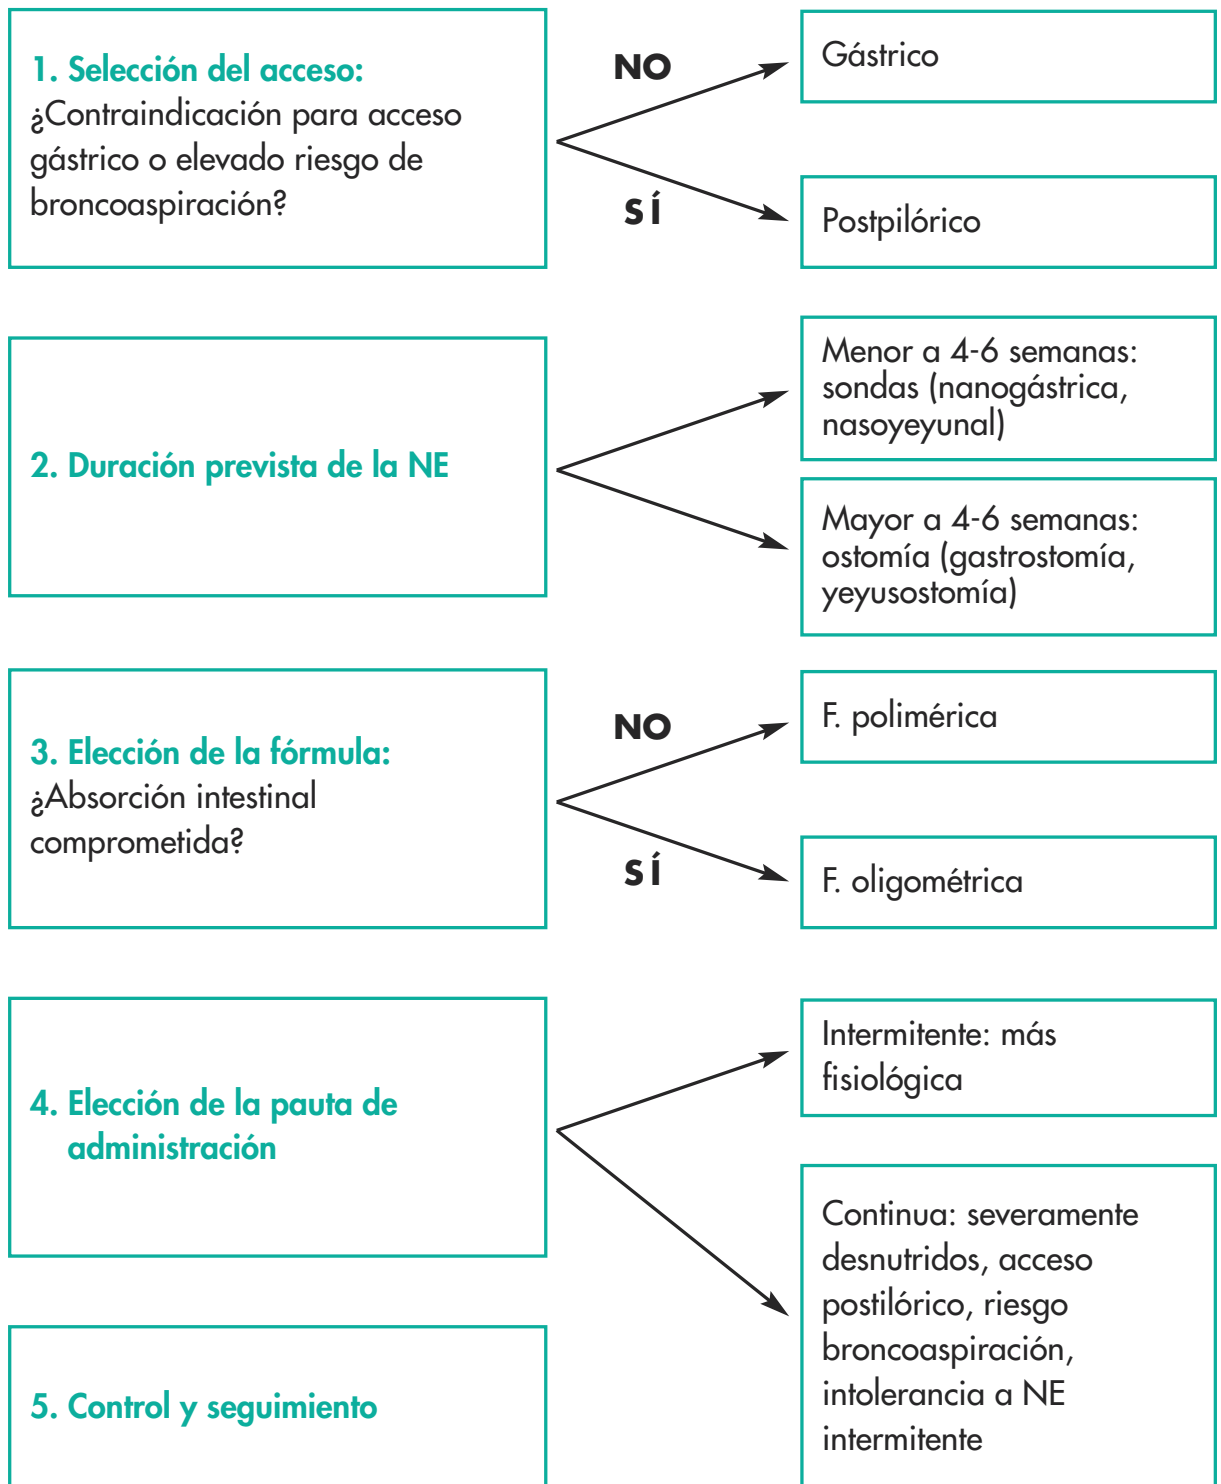 1. Selección del acceso:
¿Contraindicación para acceso
gástrico o elevado riesgo de
broncoaspiración?
NO
SÍ
Gástrico
Postpilórico
2. Duración prevista de la NE
Menor a 4-6 semanas:
sondas (nanogástrica,
nasoyeyunal)
Mayor a 4-6 semanas:
ostomía (gastrostomía,
yeyusostomía)
3. Elección de la fórmula:
¿Absorción intestinal
comprometida?
NO
SÍ
F. polimérica
F. oligométrica
4. Elección de la pauta de
administración
Intermitente: más
fisiológica
Continua: severamente
desnutridos, acceso
postilórico, riesgo
broncoaspiración,
intolerancia a NE
intermitente
5. Control y seguimiento